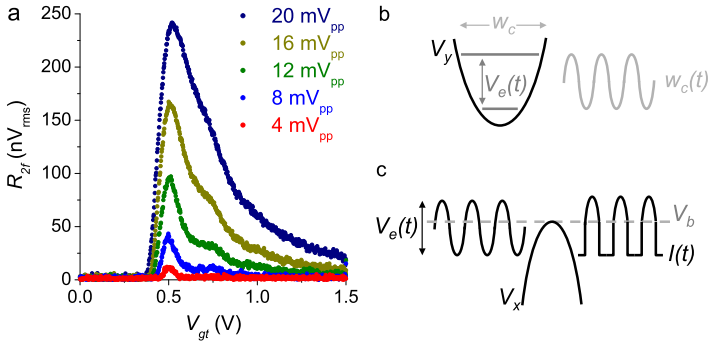 a
250
200
150
100
50
0
R2f (nVrms)
0.0 0.5 1.0 1.5
Vgt (V)
20 mVpp
16 mVpp
12 mVpp
8 mVpp
4 mVpp
b
wc
Vy
Ve(t)
wc(t)
c
Ve(t)
Vb
I(t)
Vx